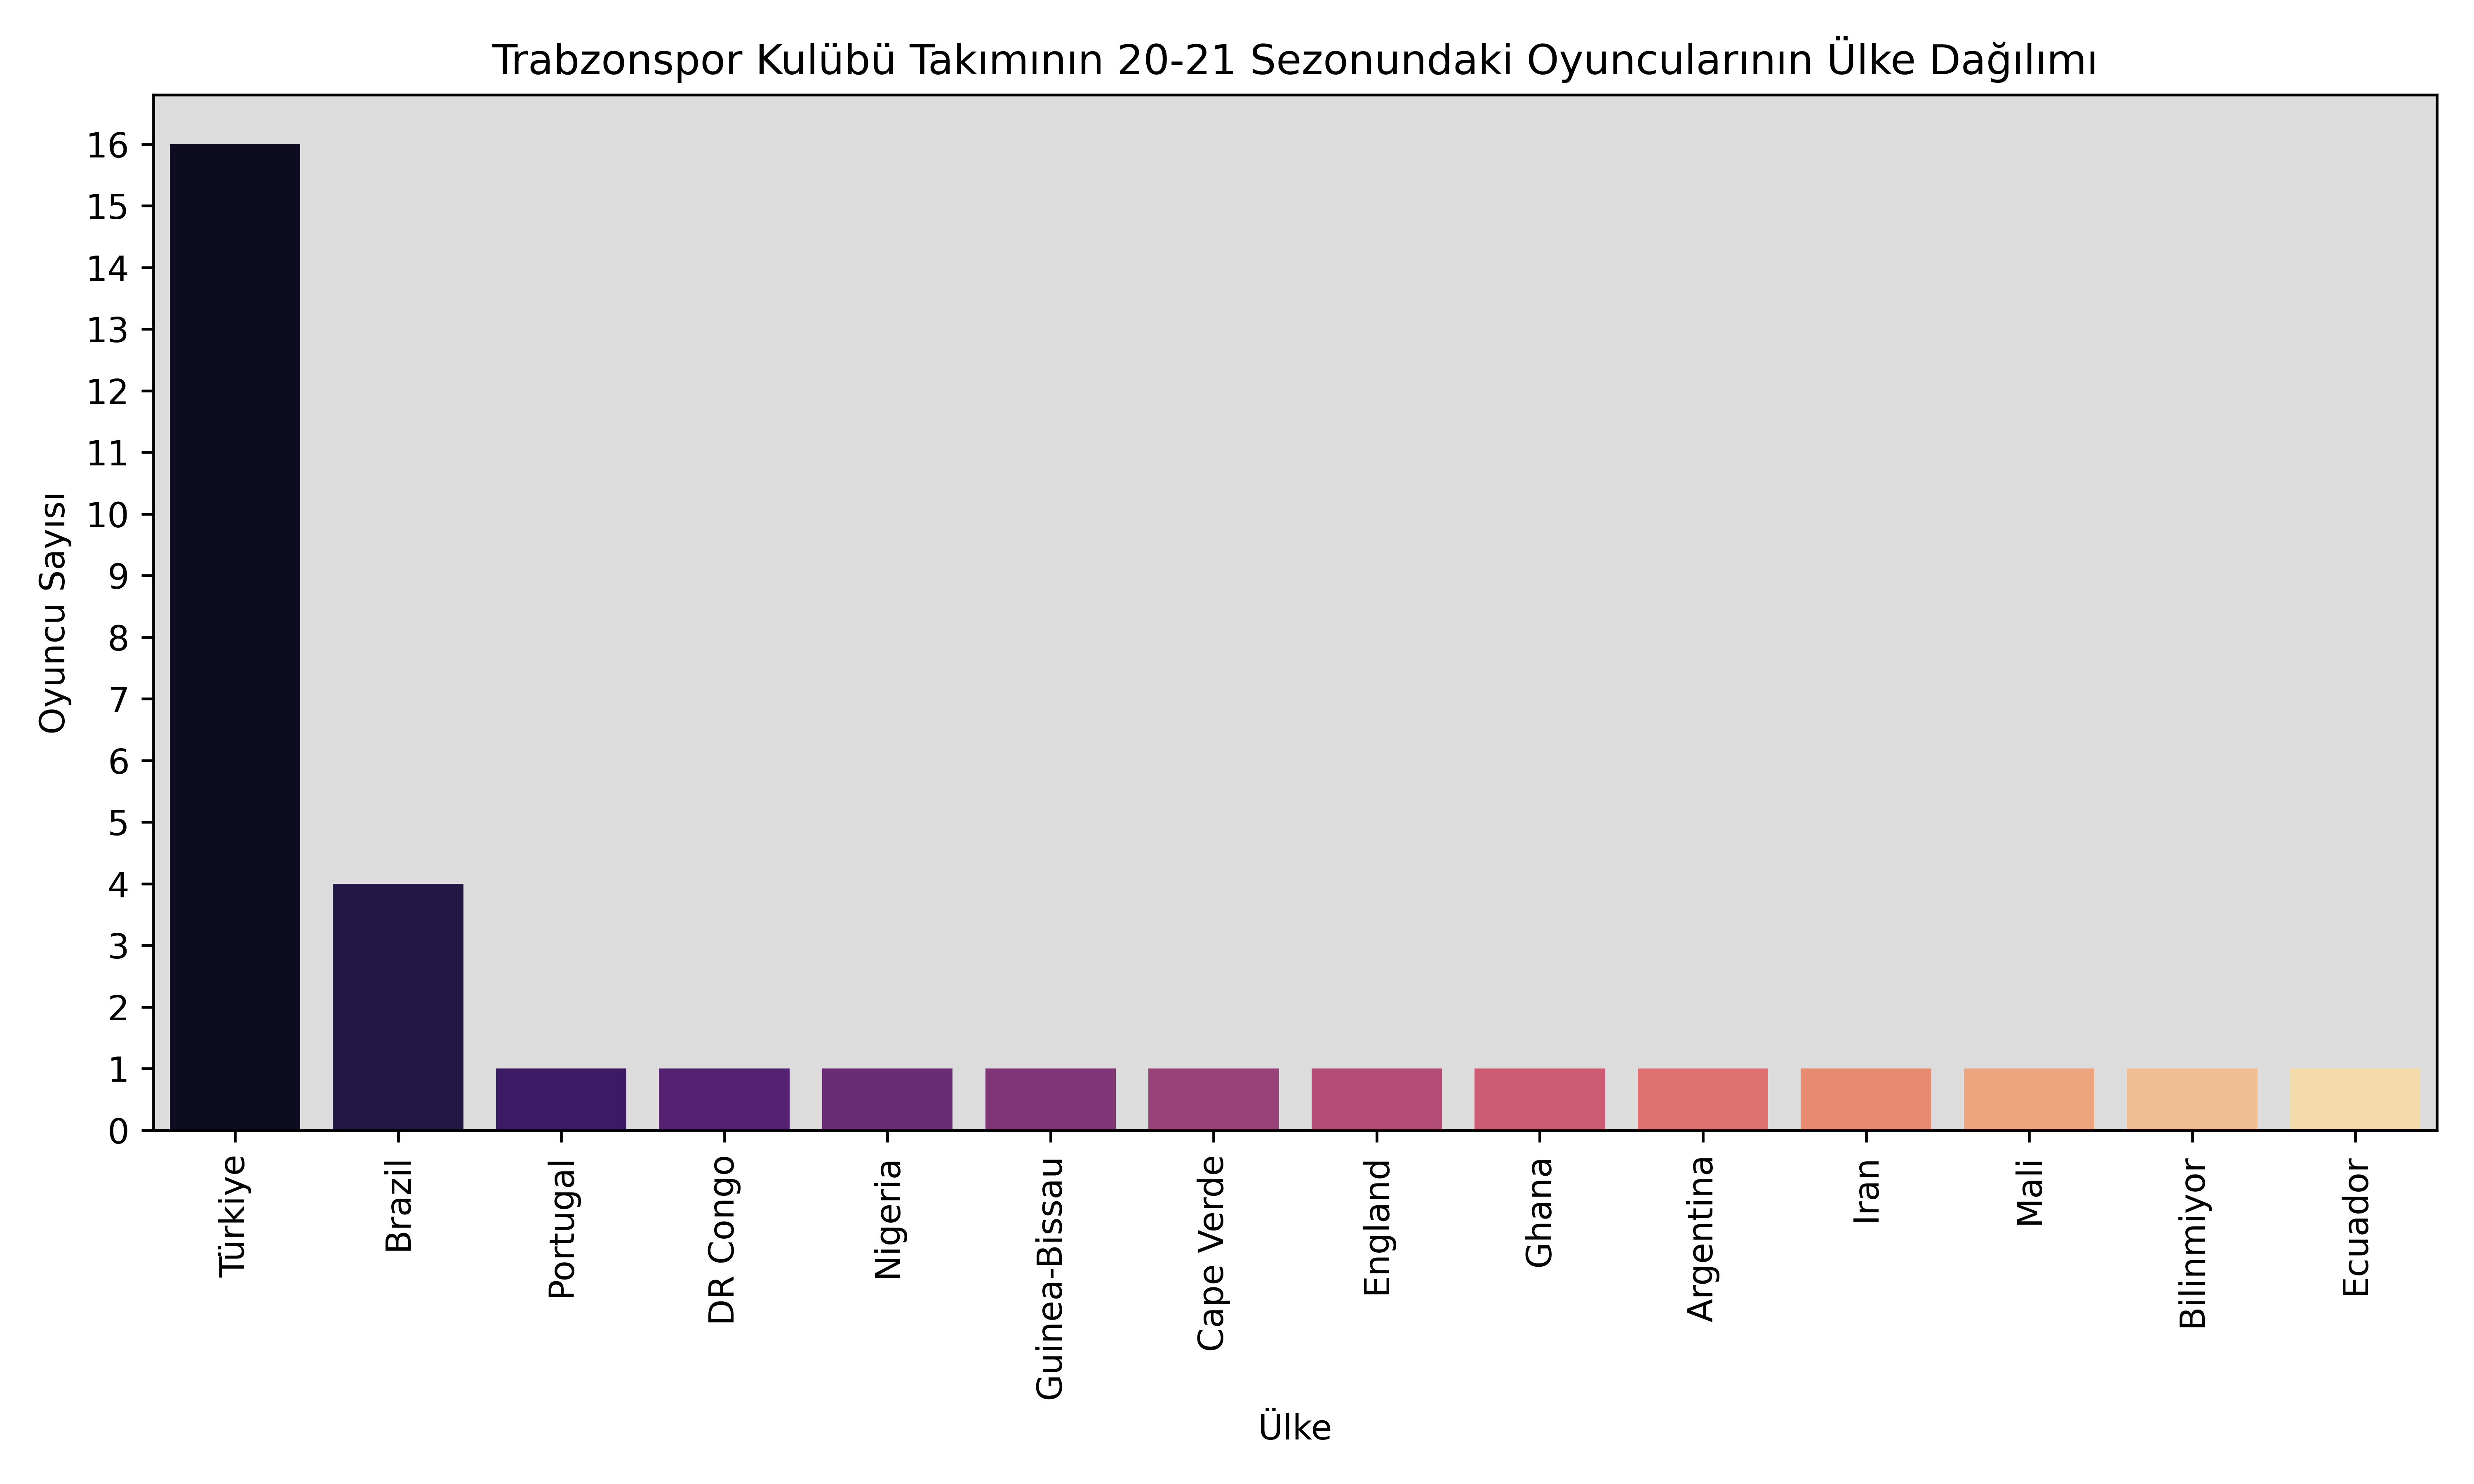 Trabzonspor Kulübü Takımının 20-21 Sezonundaki Oyuncularının Ülke Dağılımı
Oyuncu Sayısı
16
15
14
13
12
11
10
9
8
7
6
5
4
3
2
1
0
Türkiye
Brazil
Portugal
DR Congo
Nigeria
Guinea-Bissau
Cape Verde
England
Ghana
Argentina
Iran
Mali
Bilinmiyor
Ecuador
Ülke